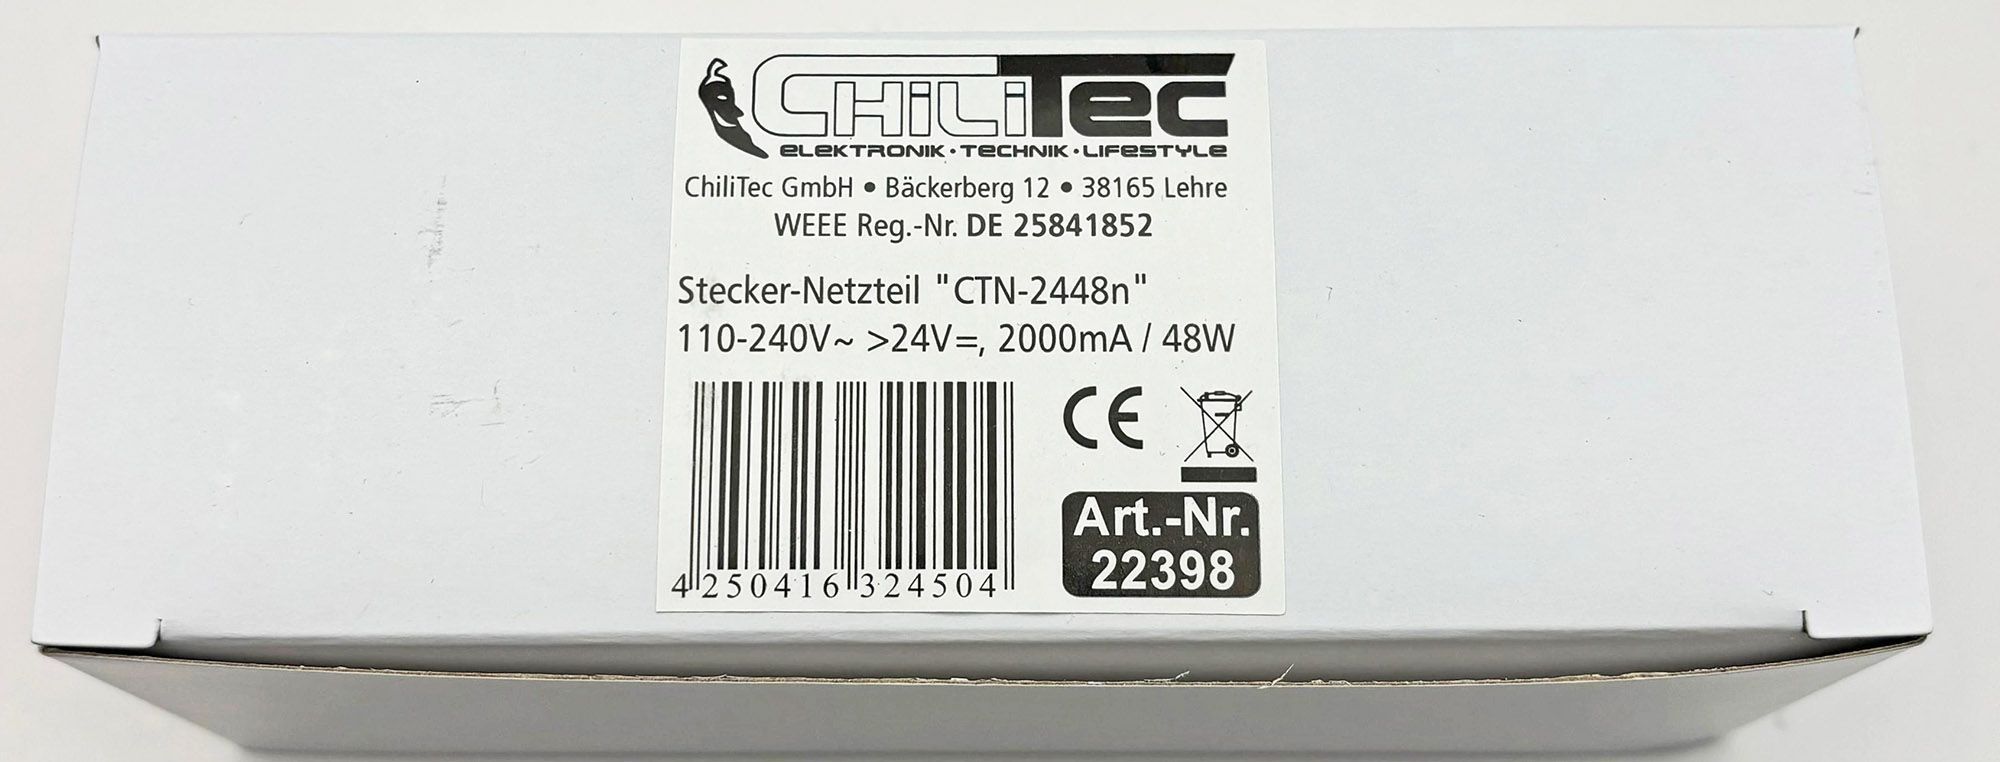 CHiLiTec
ELEKTRONIK · TECHNIK · LIFESTYLE
ChiliTec GmbH • Bäckerberg 12 • 38165 Lehre
WEEE Reg.-Nr. DE 25841852
Stecker-Netzteil "CTN-2448n"
110-240V~ >24V=, 2000mA / 48W
CE
Art.-Nr.
22398
4 250416 324504